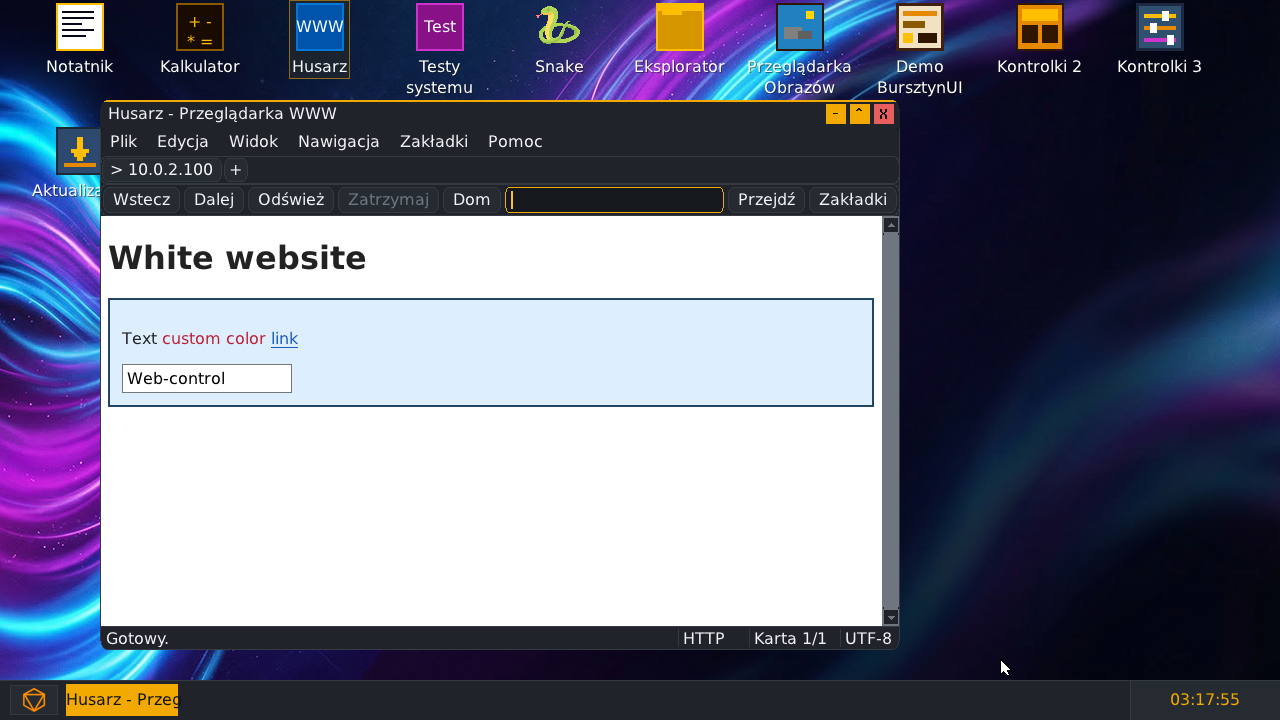 + -
* =
WWW
Test
Notatnik
Kalkulator
Husarz
Testy systemu
Snake
Eksplorator
Przeglądarka Obrazów
Demo BursztynUI
Kontrolki 2
Kontrolki 3
Husarz - Przeglądarka WWW
- ^ X
Plik Edycja Widok Nawigacja Zakładki Pomoc
> 10.0.2.100 +
Wstecz Dalej Odśwież Zatrzymaj Dom Przejdź Zakładki
White website
Text custom color link
Web-control
Gotowy. HTTP Karta 1/1 UTF-8
Husarz - Przeg 03:17:55